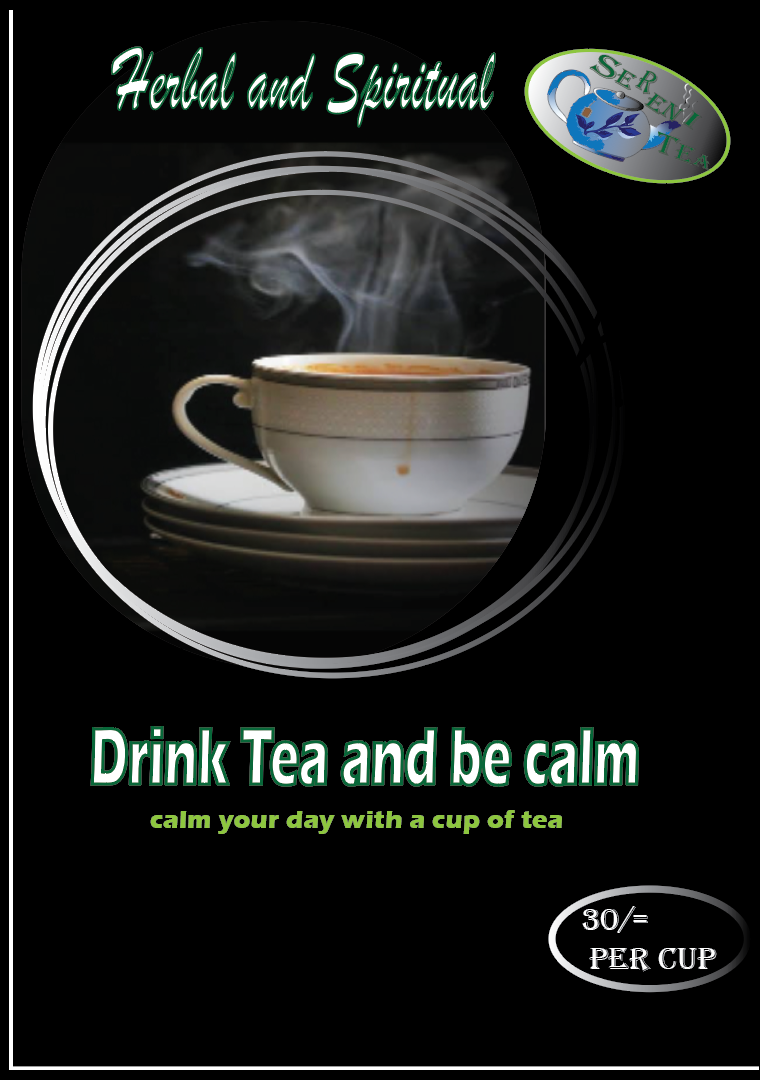 Herbal and Spiritual
SERENI
TEA
Drink Tea and be calm
calm your day with a cup of tea
30/=
PER CUP